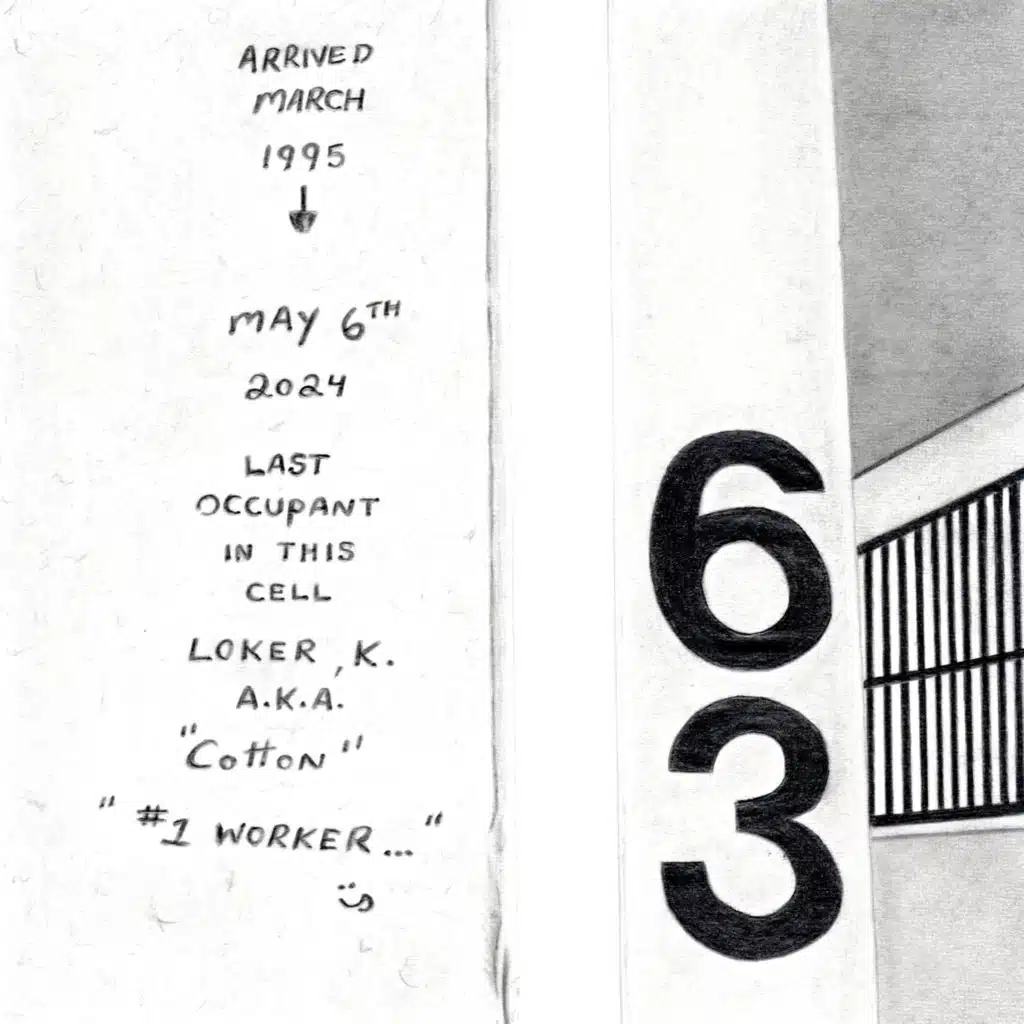 ARRIVED
MARCH
1995
MAY 6TH
2024
LAST
OCCUPANT
IN THIS
CELL
LOKER, K.
A.K.A.
"COTTON"
"#1 WORKER..."
63